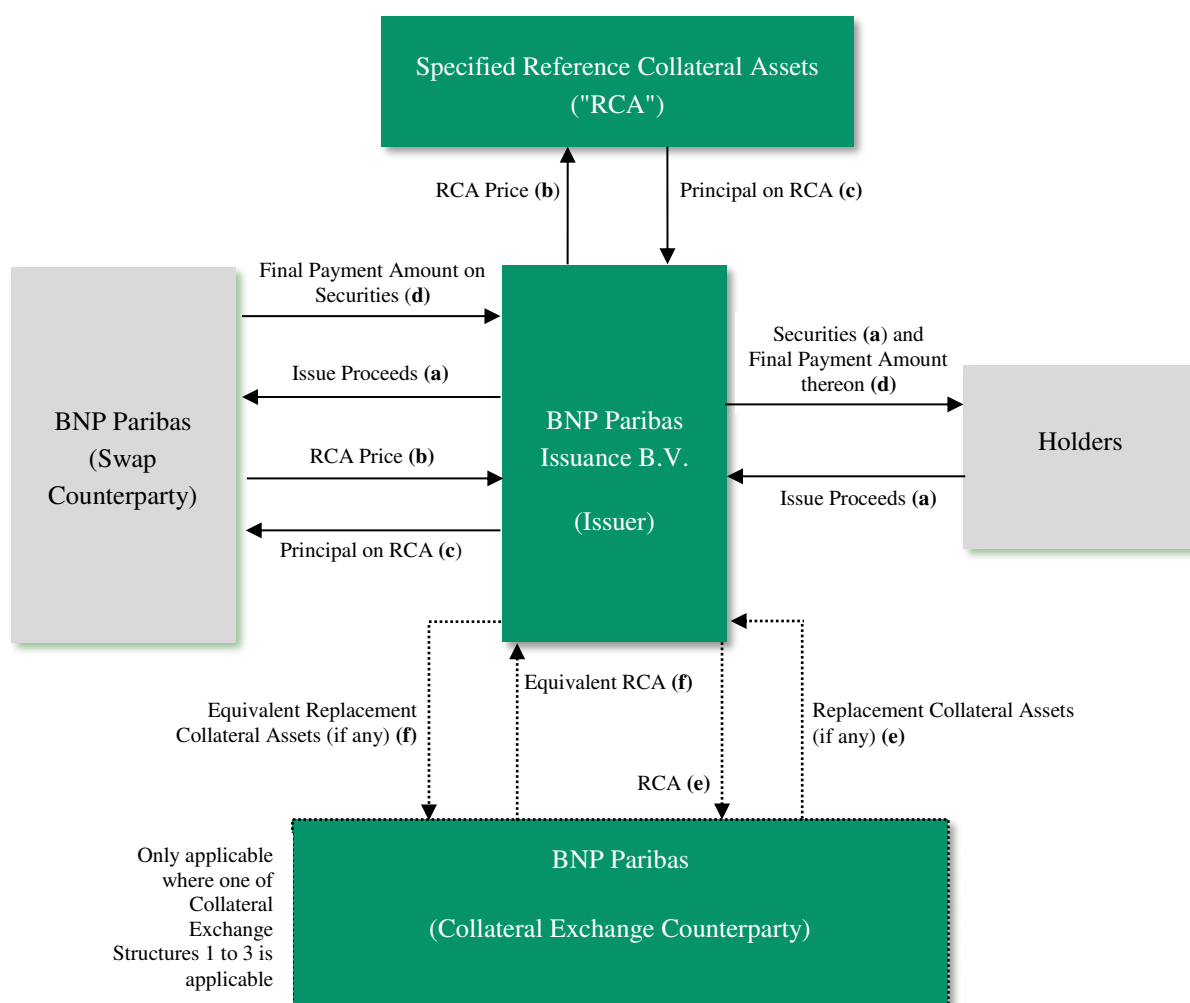 Specified Reference Collateral Assets
("RCA")
RCA Price (b)
Principal on RCA (c)
Final Payment Amount on
Securities (d)
Issue Proceeds (a)
RCA Price (b)
Principal on RCA (c)
BNP Paribas
(Swap
Counterparty)
BNP Paribas
Issuance B.V.
(Issuer)
Securities (a) and
Final Payment Amount
thereon (d)
Issue Proceeds (a)
Holders
Equivalent Replacement
Collateral Assets (if any) (f)
Equivalent RCA (f)
RCA (e)
Replacement Collateral Assets
(if any) (e)
Only applicable
where one of
Collateral
Exchange
Structures 1 to 3 is
applicable
BNP Paribas
(Collateral Exchange Counterparty)